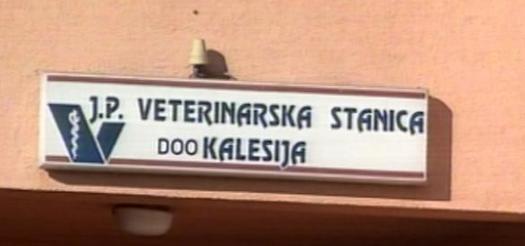 J.P. VETERINARSKA STANICA
DOO KALESIJA